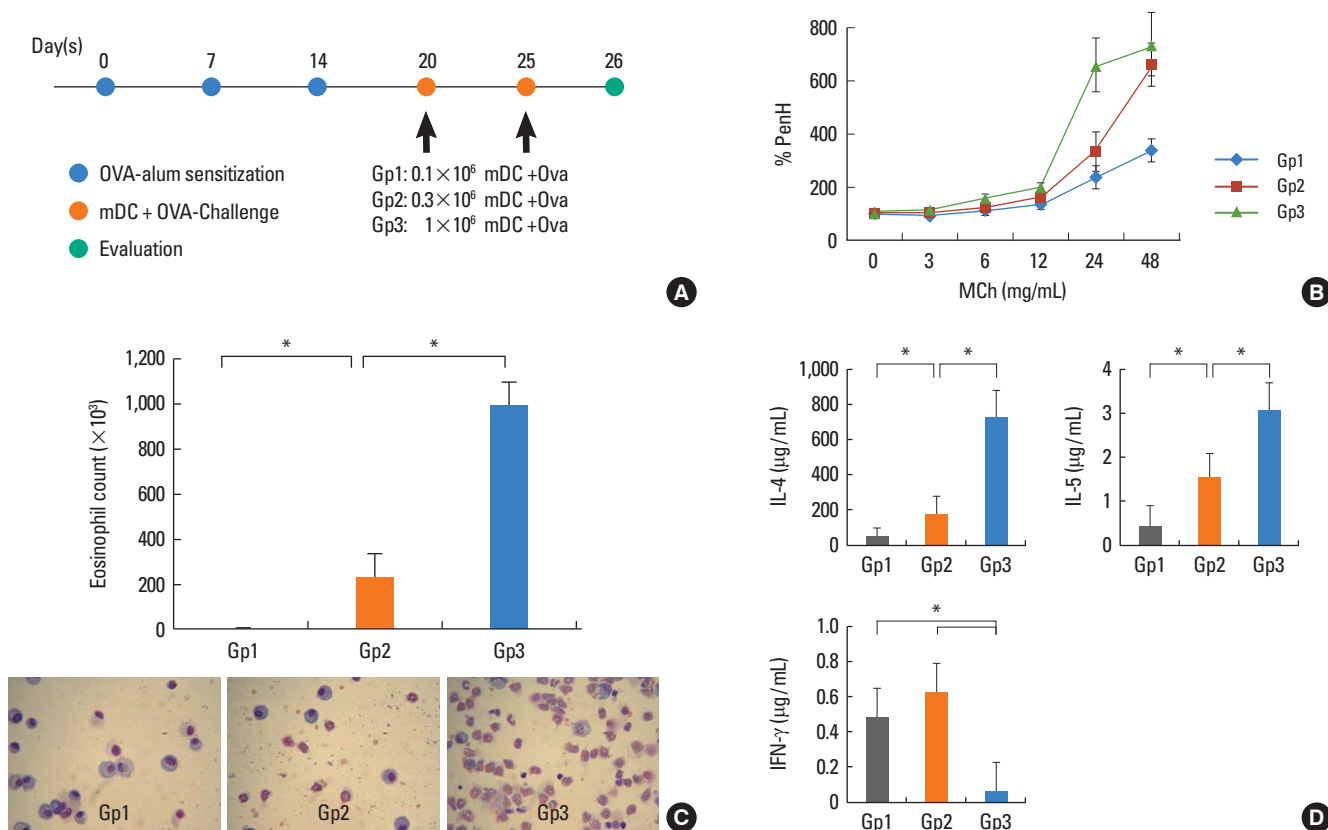 Day(s)
0 7 14 20 25 26
Gp1: 0.1×10⁶ mDC +Ova
Gp2: 0.3×10⁶ mDC +Ova
Gp3: 1×10⁶ mDC +Ova
OVA-alum sensitization
mDC + OVA-Challenge
Evaluation
A
% PenH
800
600
400
200
0
0 3 6 12 24 48
MCh (mg/mL)
Gp1
Gp2
Gp3
B
Eosinophil count (×10³)
1,200
1,000
800
600
400
200
0
* *
Gp1 Gp2 Gp3
Gp1 Gp2 Gp3
C
IL-4 (μg/mL)
1,000
800
600
400
200
0
* *
Gp1 Gp2 Gp3
IL-5 (μg/mL)
4
3
2
1
0
* *
Gp1 Gp2 Gp3
IFN-γ (μg/mL)
1.0
0.8
0.6
0.4
0.2
0
*
Gp1 Gp2 Gp3
D